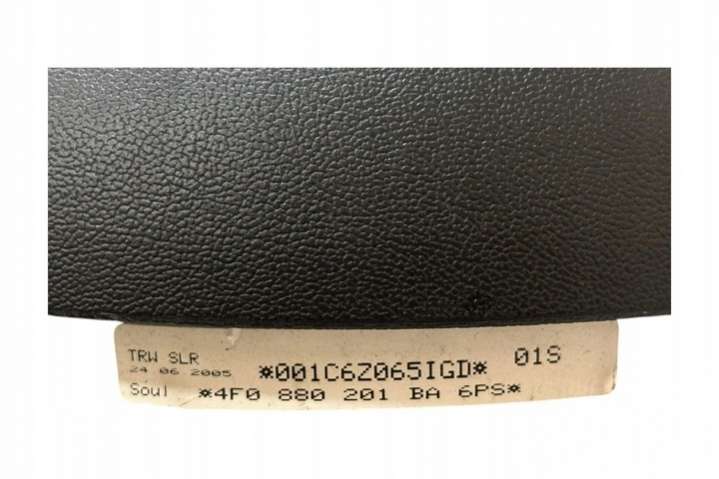 TRW SLR
24 06 2005 *001C6Z065IGD* 01S
Soul *4F0 880 201 BA 6PS*